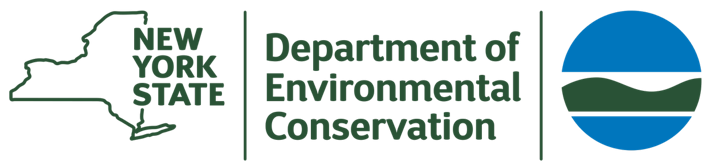 NEW
YORK
STATE
Department of
Environmental
Conservation